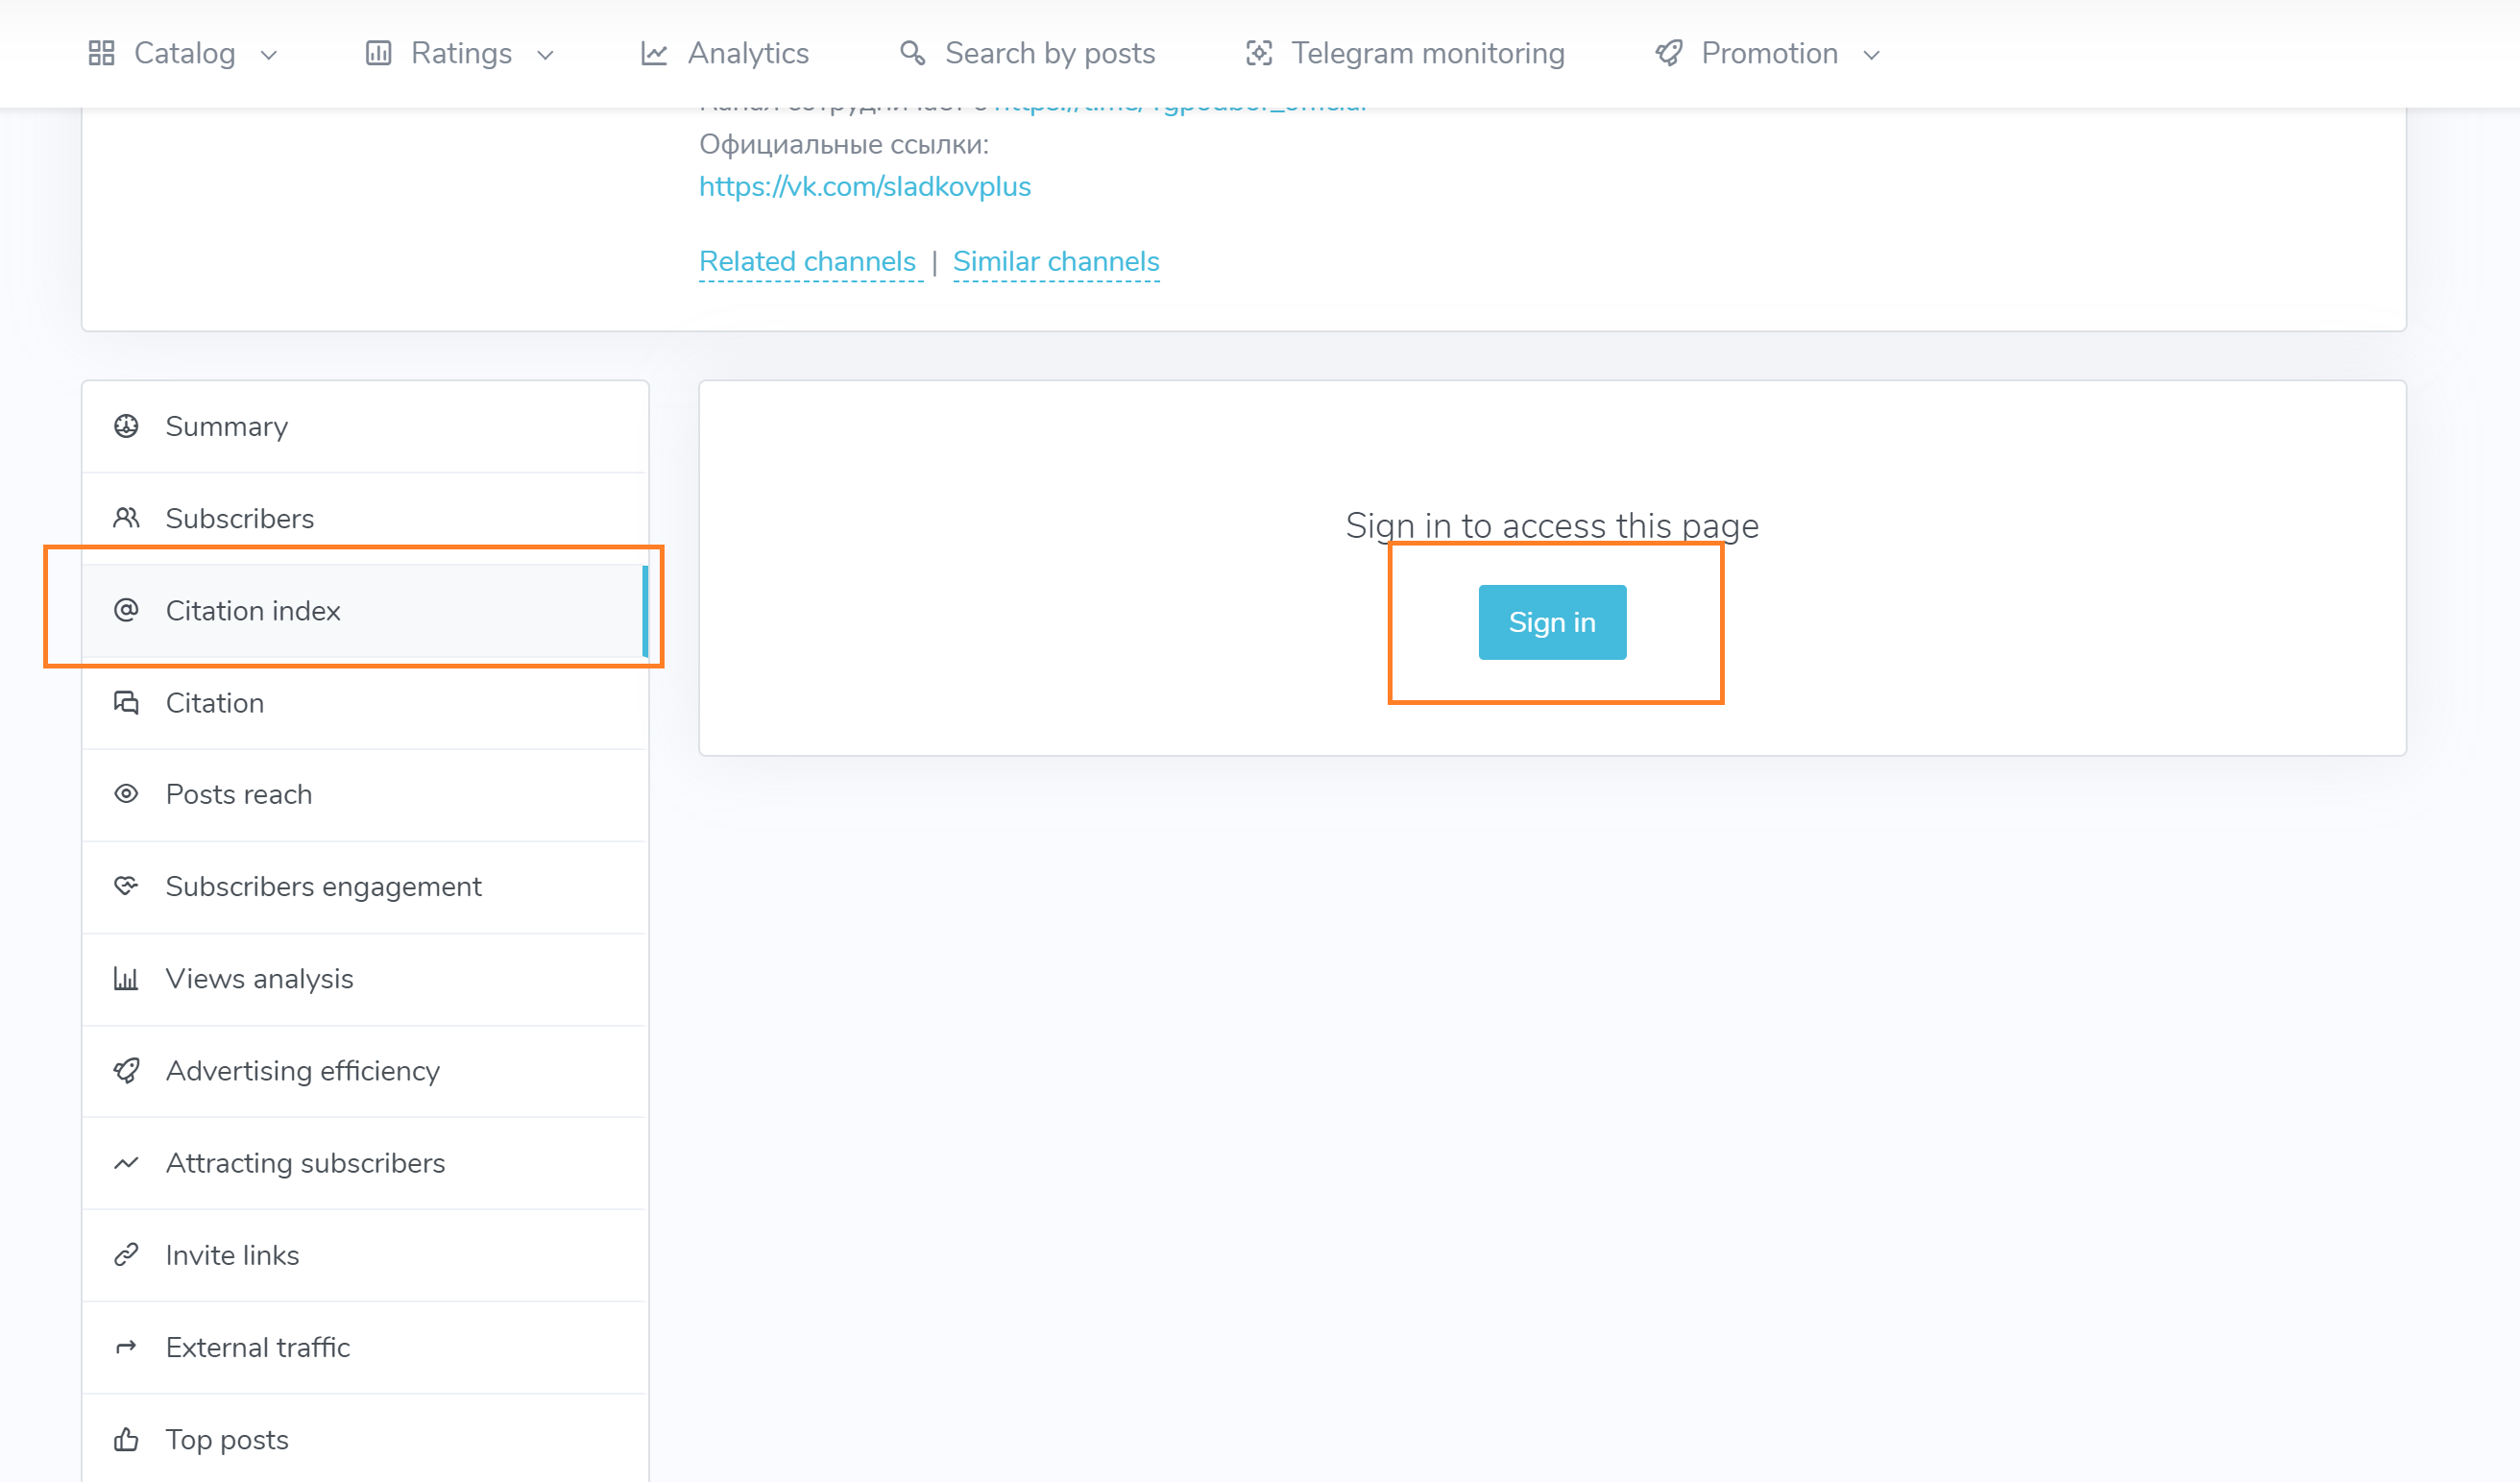 Catalog
Ratings
Analytics
Search by posts
Telegram monitoring
Promotion
Официальные ссылки:
https://vk.com/sladkovplus
Related channels | Similar channels
Summary
Subscribers
Citation index
Citation
Posts reach
Subscribers engagement
Views analysis
Advertising efficiency
Attracting subscribers
Invite links
External traffic
Top posts
Sign in to access this page
Sign in